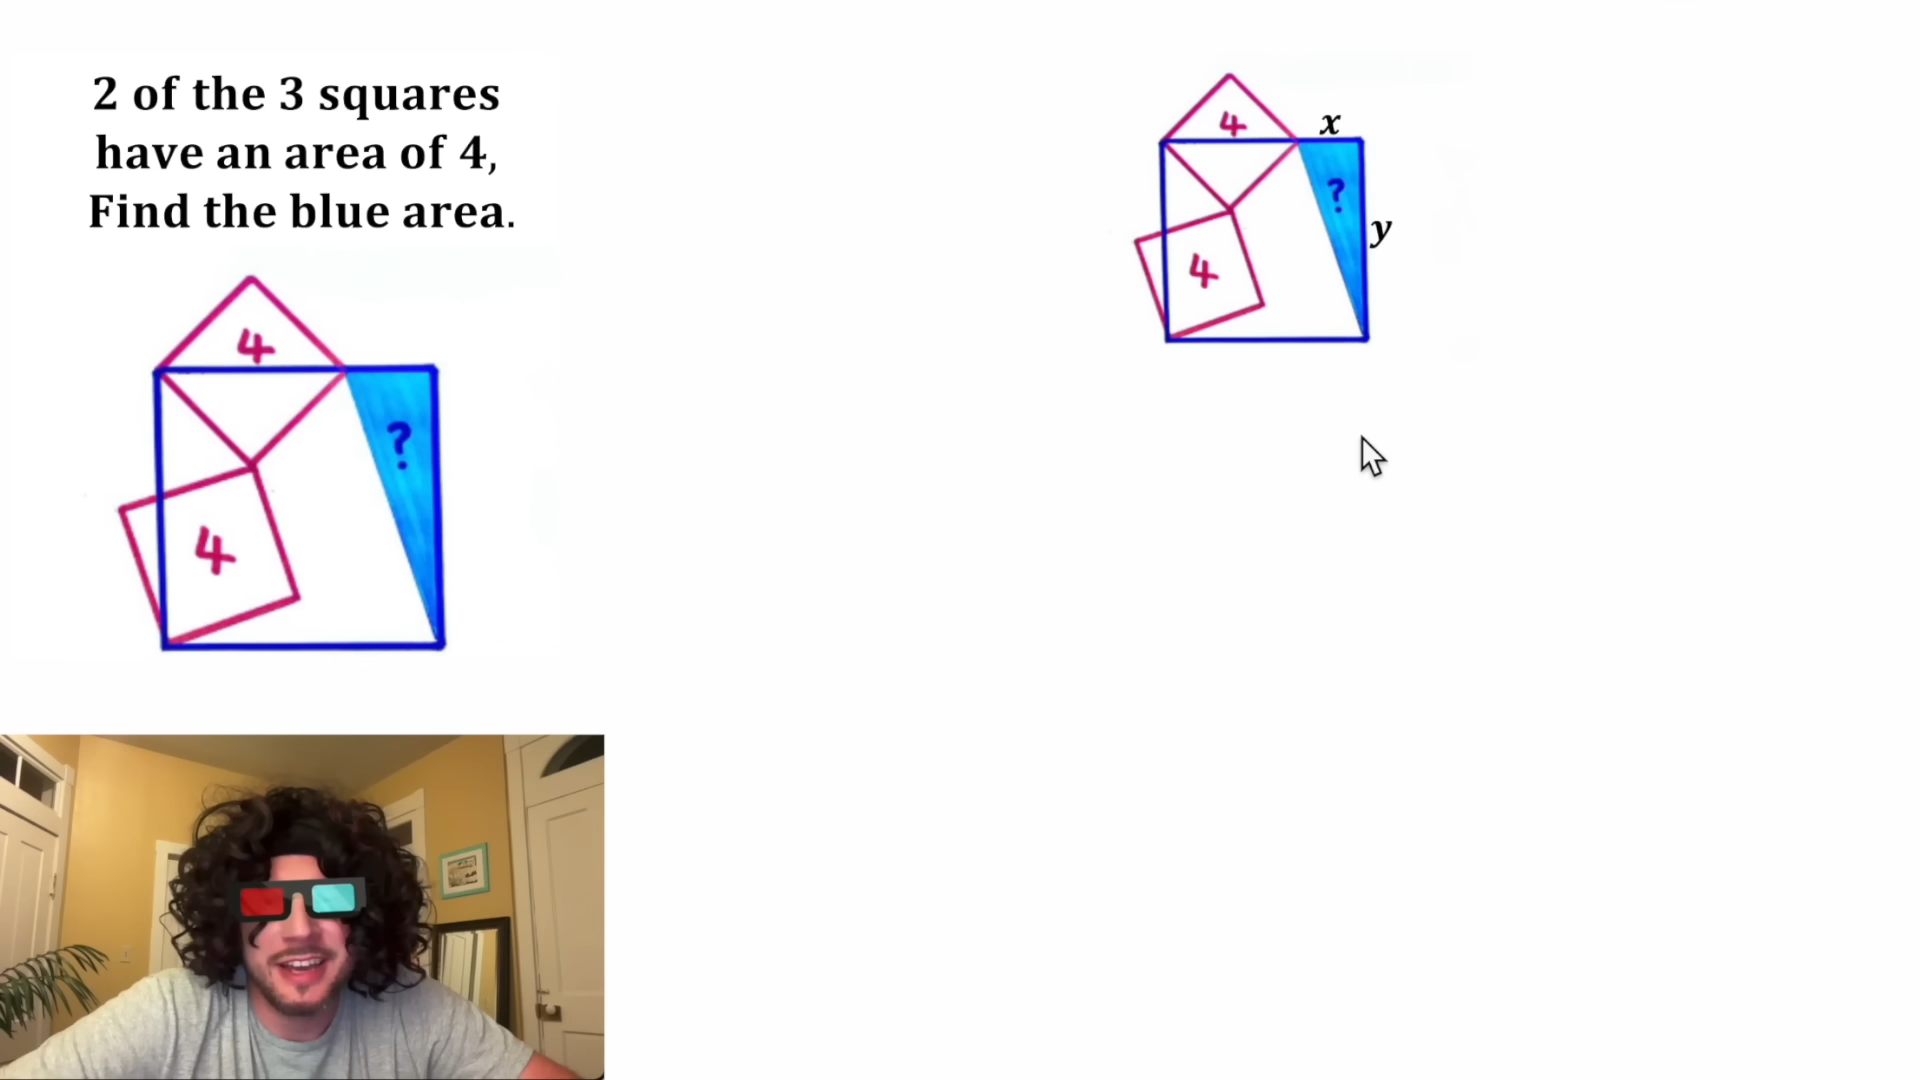 2 of the 3 squares
have an area of 4,
Find the blue area.
4
?
4
4
x
?
y
4